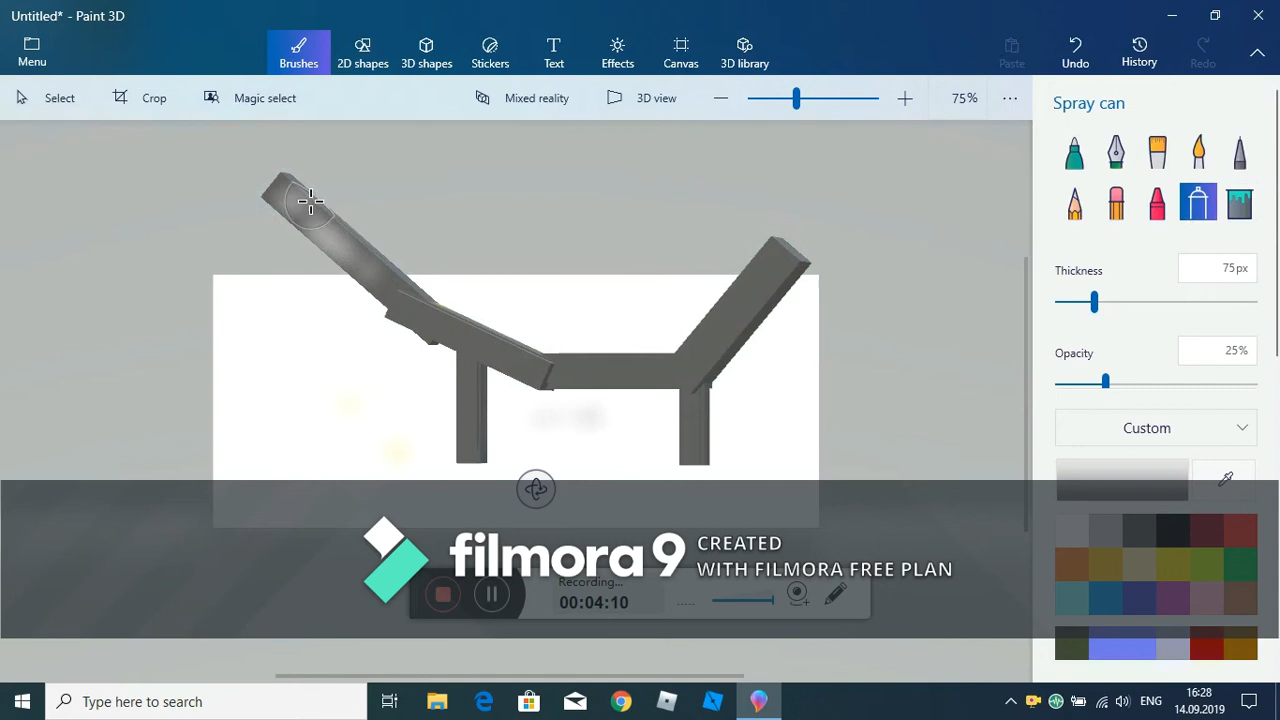 Untitled* - Paint 3D
Menu
Brushes
2D shapes
3D shapes
Stickers
Text
Effects
Canvas
3D library
Paste
Undo
History
Redo
Select
Crop
Magic select
Mixed reality
3D view
75%
Spray can
Thickness
75px
Opacity
25%
Custom
filmora9
CREATED
WITH FILMORA FREE PLAN
Recording...
00:04:10
Type here to search
ENG
16:28
14.09.2019